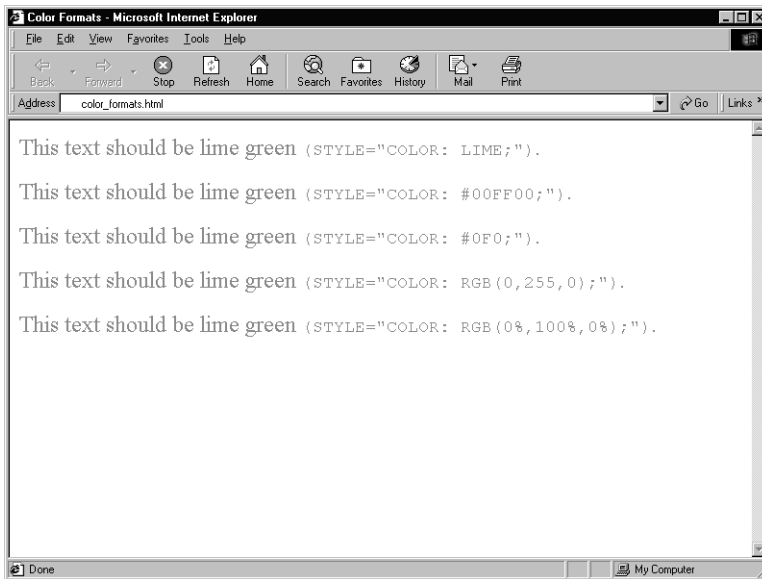 Color Formats - Microsoft Internet Explorer
File Edit View Favorites Tools Help
Back Forward Stop Refresh Home Search Favorites History Mail Print
Address color_formats.html Go Links »
This text should be lime green (STYLE="COLOR: LIME;").
This text should be lime green (STYLE="COLOR: #00FF00;").
This text should be lime green (STYLE="COLOR: #0F0;").
This text should be lime green (STYLE="COLOR: RGB(0,255,0);").
This text should be lime green (STYLE="COLOR: RGB(0%,100%,0%);").
Done My Computer